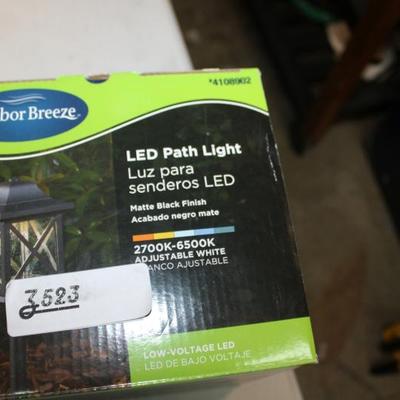 *4108902
bor Breeze
LED Path Light
Luz para
senderos LED
Matte Black Finish
Acabado negro mate
2700K-6500K
ADJUSTABLE WHITE
ANCO AJUSTABLE
3523
LOW-VOLTAGE LED
LED DE BAJO VOLTAJE